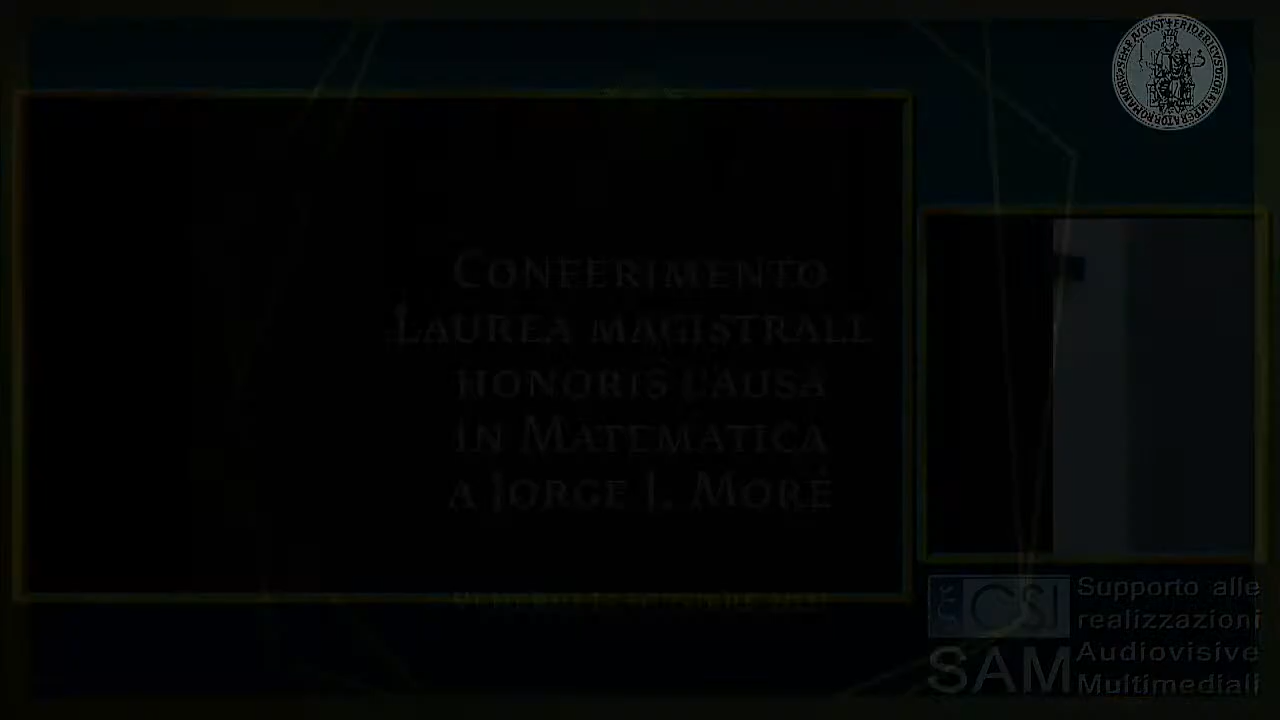 Conferimento
Laurea magistrale
honoris causa
in Matematica
a Jorge J. Moré
CSI
SAM
Supporto alle
realizzazioni
Audiovisive
Multimediali